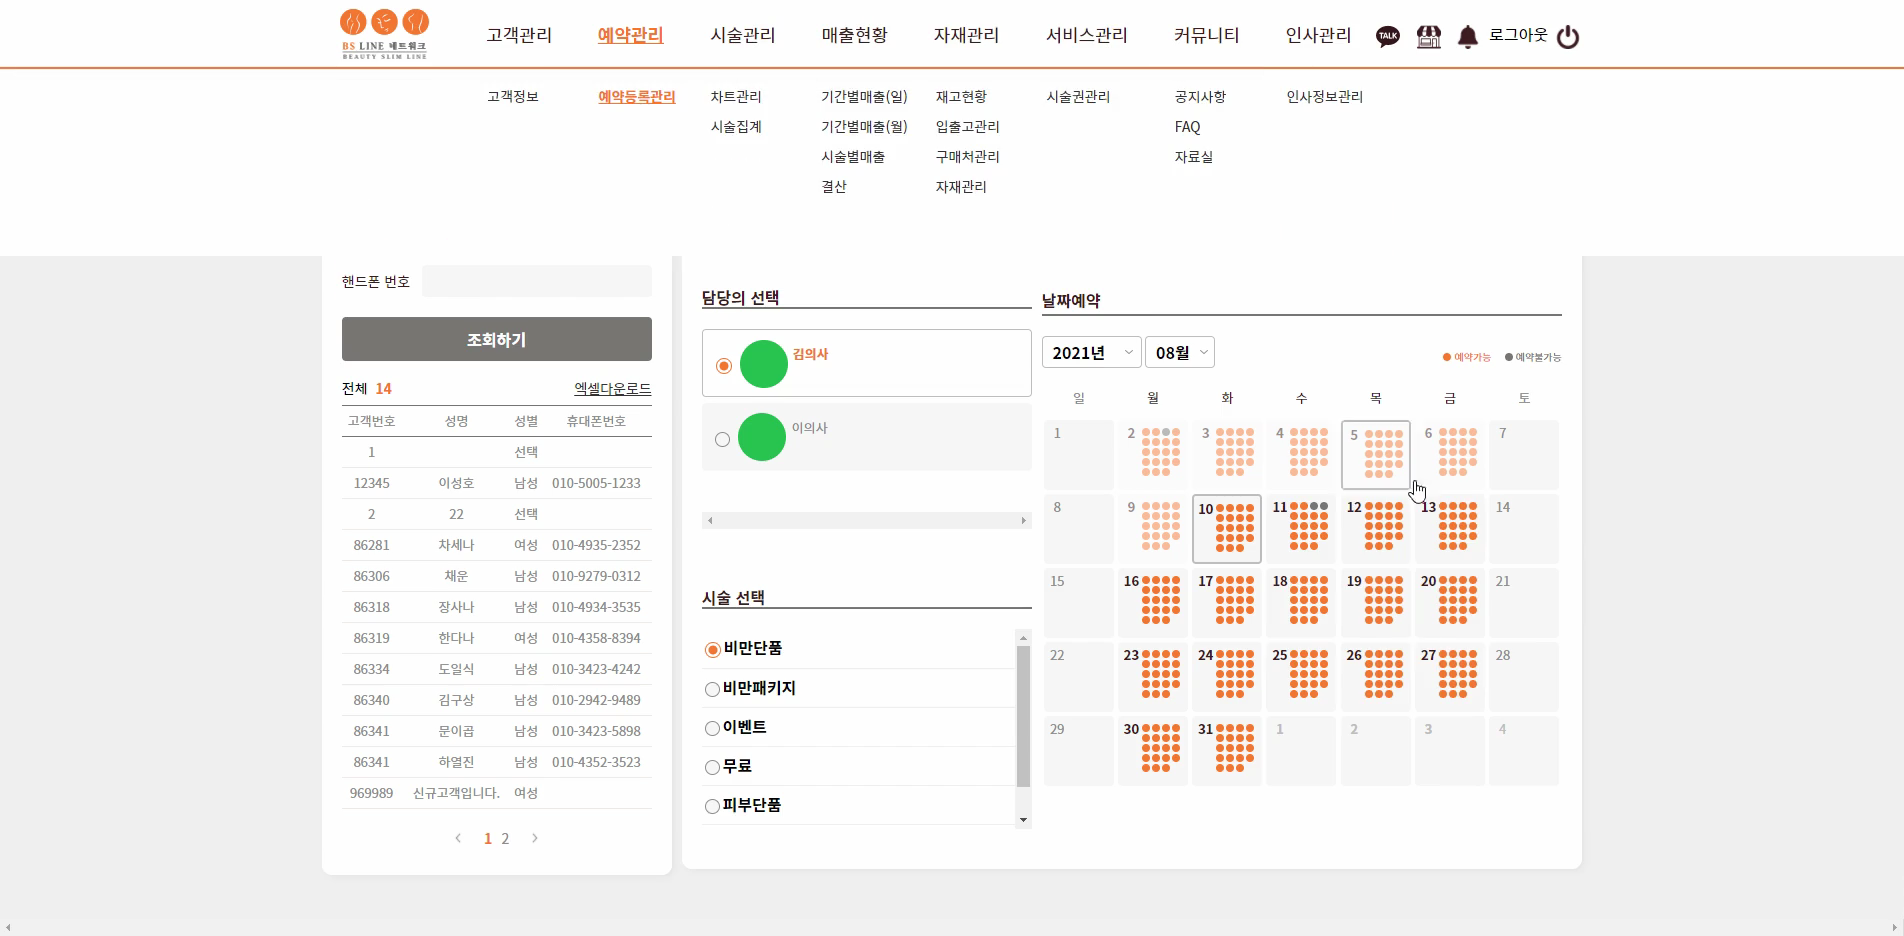 BS LINE 네트워크
BEAUTY SLIM LINE
고객관리 예약관리 시술관리 매출현황 자재관리 서비스관리 커뮤니티 인사관리 TALK 로그아웃
고객정보 예약등록관리 차트관리 기간별매출(일) 재고현황 시술권관리 공지사항 인사정보관리
시술집계 기간별매출(월) 입출고관리 FAQ
시술별매출 구매처관리 자료실
결산 자재관리
핸드폰 번호
조회하기
전체 14 엑셀다운로드
고객번호 성명 성별 휴대폰번호
1 선택
12345 이성호 남성 010-5005-1233
2 22 선택
86281 차세나 여성 010-4935-2352
86306 채운 남성 010-9279-0312
86318 장사나 남성 010-4934-3535
86319 한다나 여성 010-4358-8394
86334 도일식 남성 010-3423-4242
86340 김구상 남성 010-2942-9489
86341 문이곱 남성 010-3423-5898
86341 하열진 남성 010-4352-3523
969989 신규고객입니다. 여성
1 2
담당의 선택
김의사
이의사
시술 선택
비만단품
비만패키지
이벤트
무료
피부단품
날짜예약
2021년 08월
예약가능 예약불가능
일 월 화 수 목 금 토
1 2 3 4 5 6 7
8 9 10 11 12 13 14
15 16 17 18 19 20 21
22 23 24 25 26 27 28
29 30 31 1 2 3 4